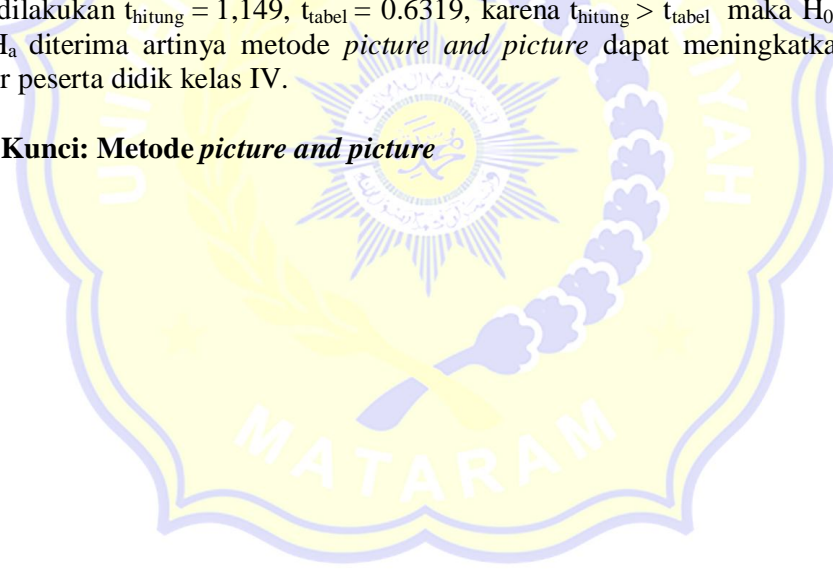 dilakukan thitung = 1,149, ttabel = 0.6319, karena thitung > ttabel maka H0
Ha diterima artinya metode picture and picture dapat meningkatka
r peserta didik kelas IV.
Kunci: Metode picture and picture
MATARAM